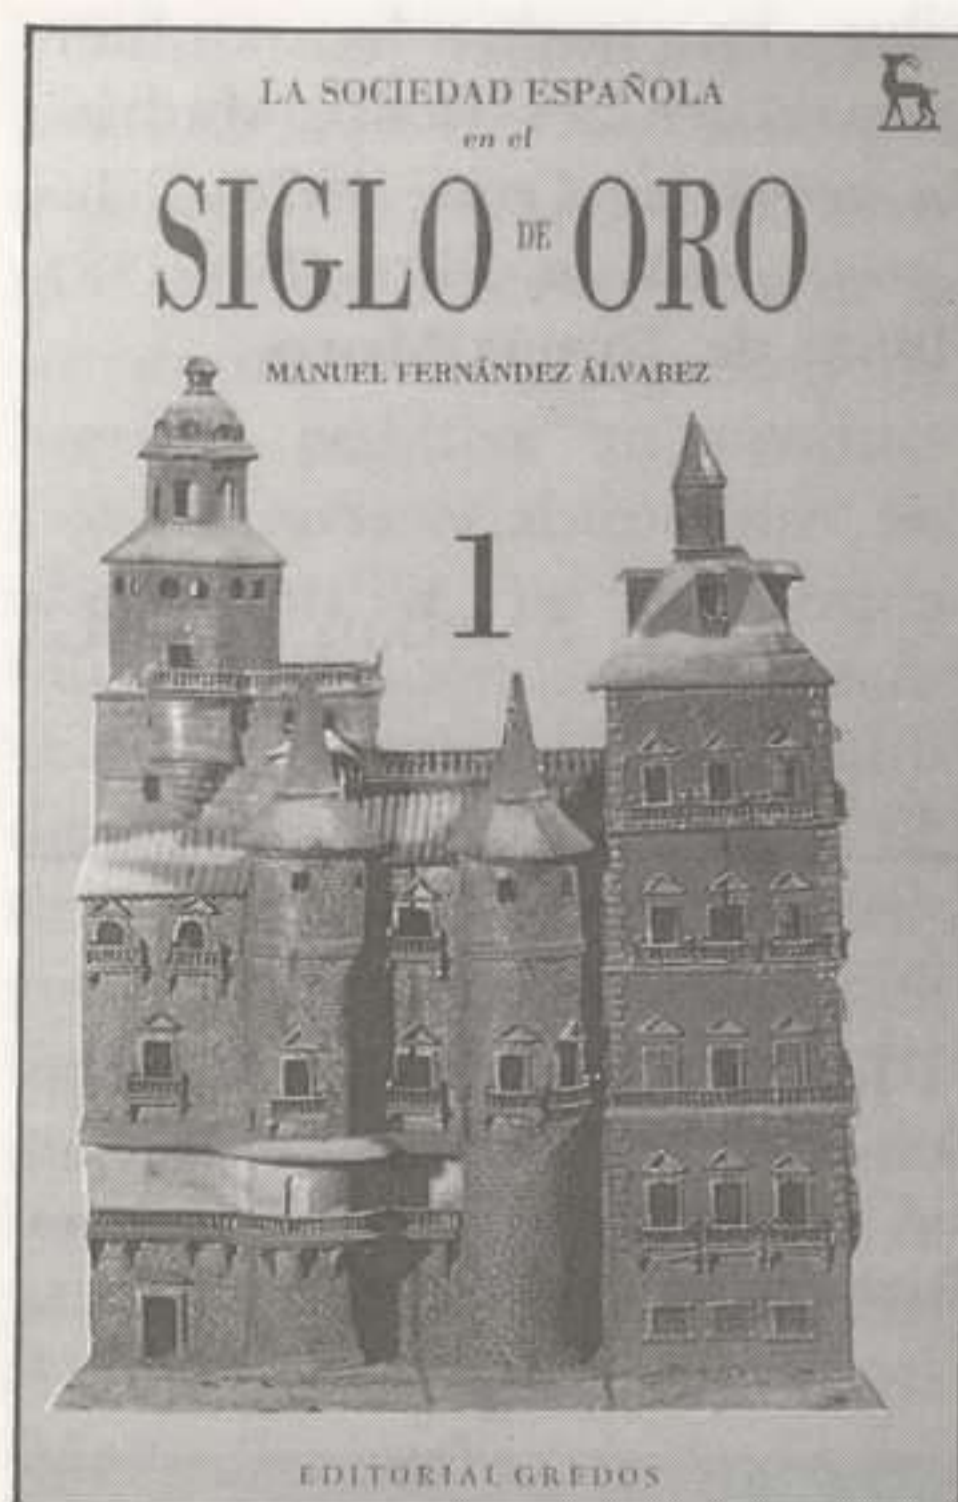 LA SOCIEDAD ESPAÑOLA
en el
SIGLO DE ORO
MANUEL FERNÁNDEZ ÁLVAREZ
1
EDITORIAL GREDOS